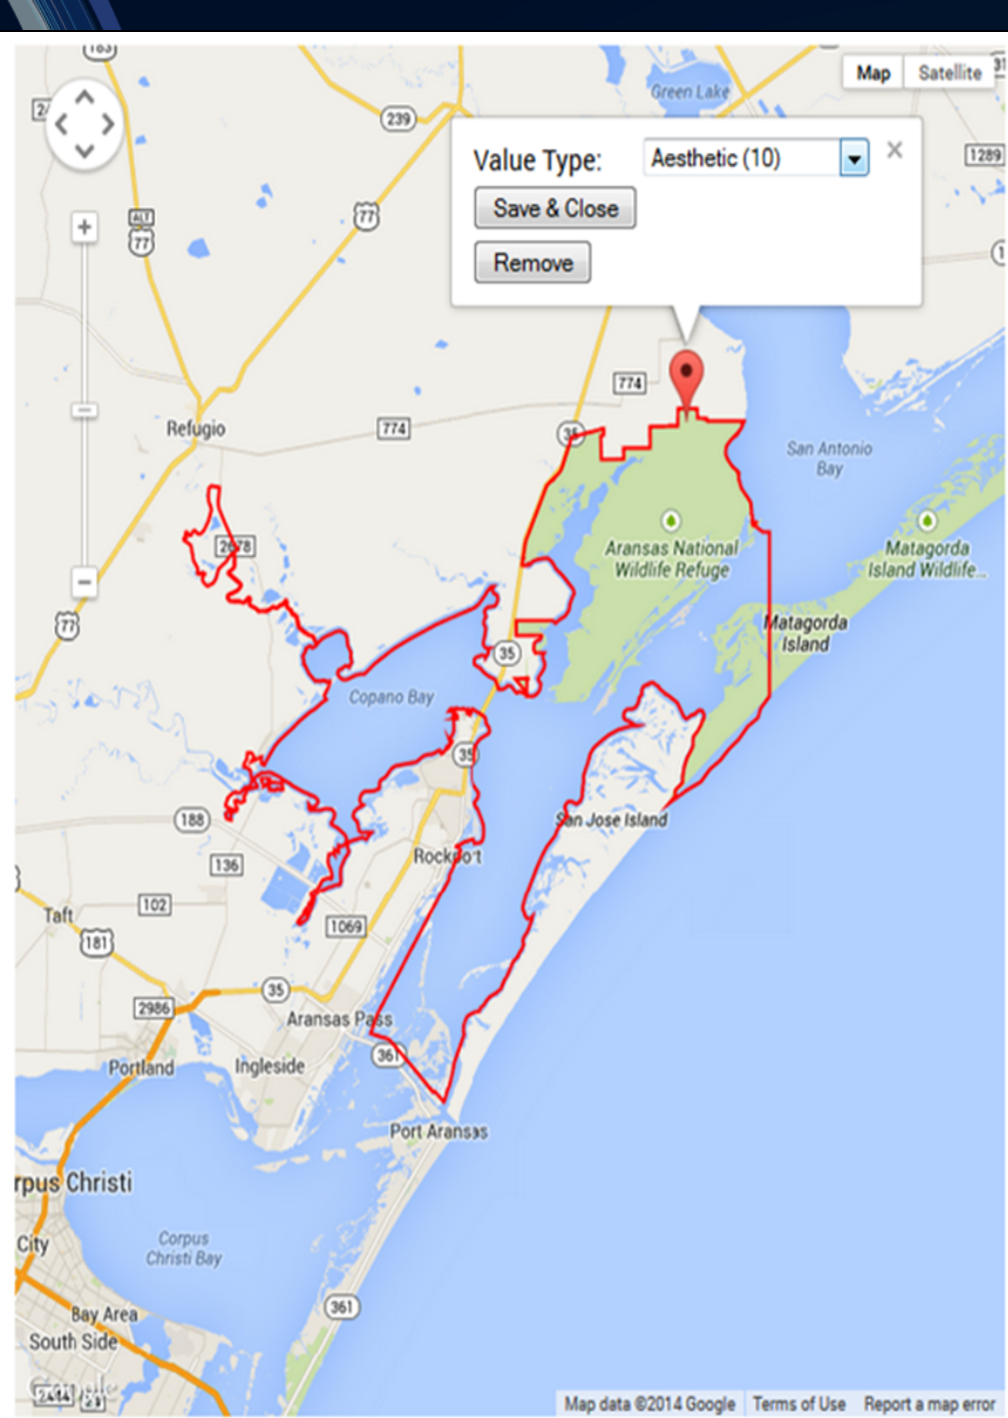 183
Green Lake
Map
Satellite
239
1289
Value Type:
Aesthetic (10)
Save & Close
ALT
77
77
Remove
774
Refugio
774
35
San Antonio
Bay
2678
Aransas National
Wildlife Refuge
Matagorda
Island Wildlife...
77
Matagorda
Island
35
Copano Bay
35
188
San Jose Island
136
Rockport
102
Taft
1069
181
35
2986
Aransas Pass
361
Portland
Ingleside
Port Aransas
rpus Christi
City
Corpus
Christi Bay
361
Bay Area
South Side
Google
Map data ©2014 Google
Terms of Use
Report a map error